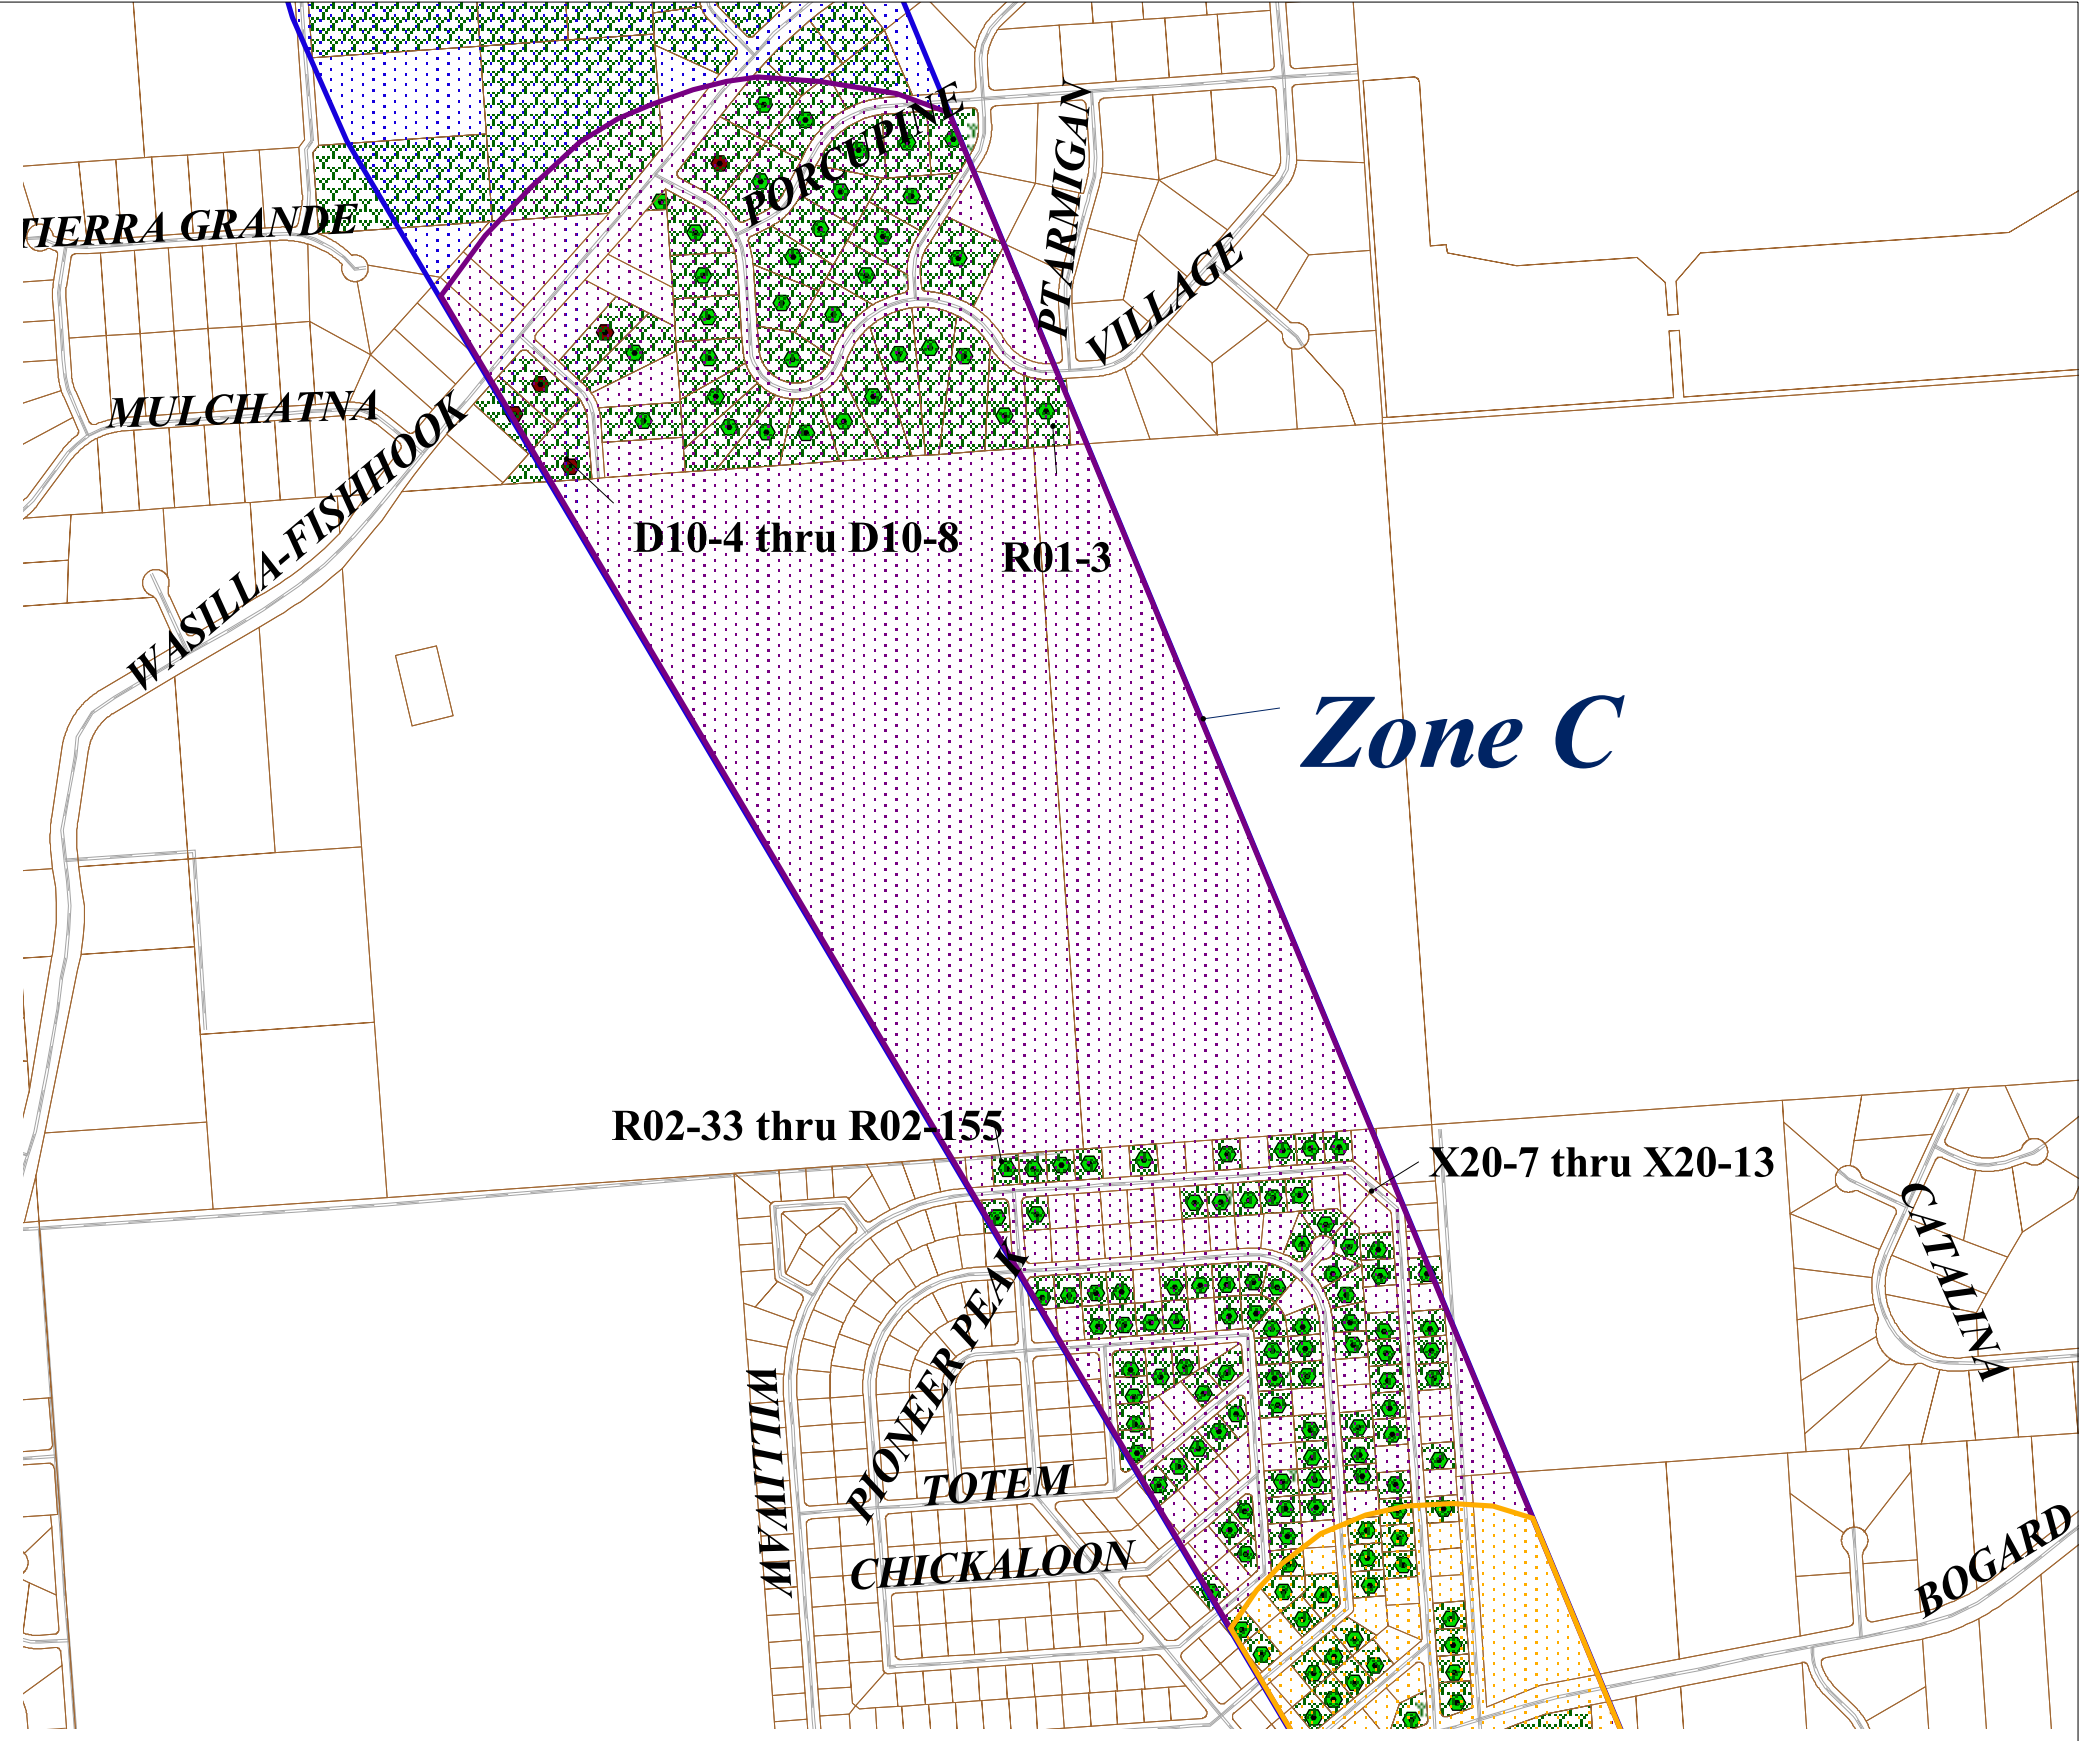 PORCUPINE
PTARMIGAN
TIERRA GRANDE
VILLAGE
MULCHATNA
WASILLA-FISHHOOK
D10-4 thru D10-8
R01-3
Zone C
R02-33 thru R02-155
X20-7 thru X20-13
CATALINA
PIONEER PEAK
WILLIWAW
TOTEM
CHICKALOON
BOGARD